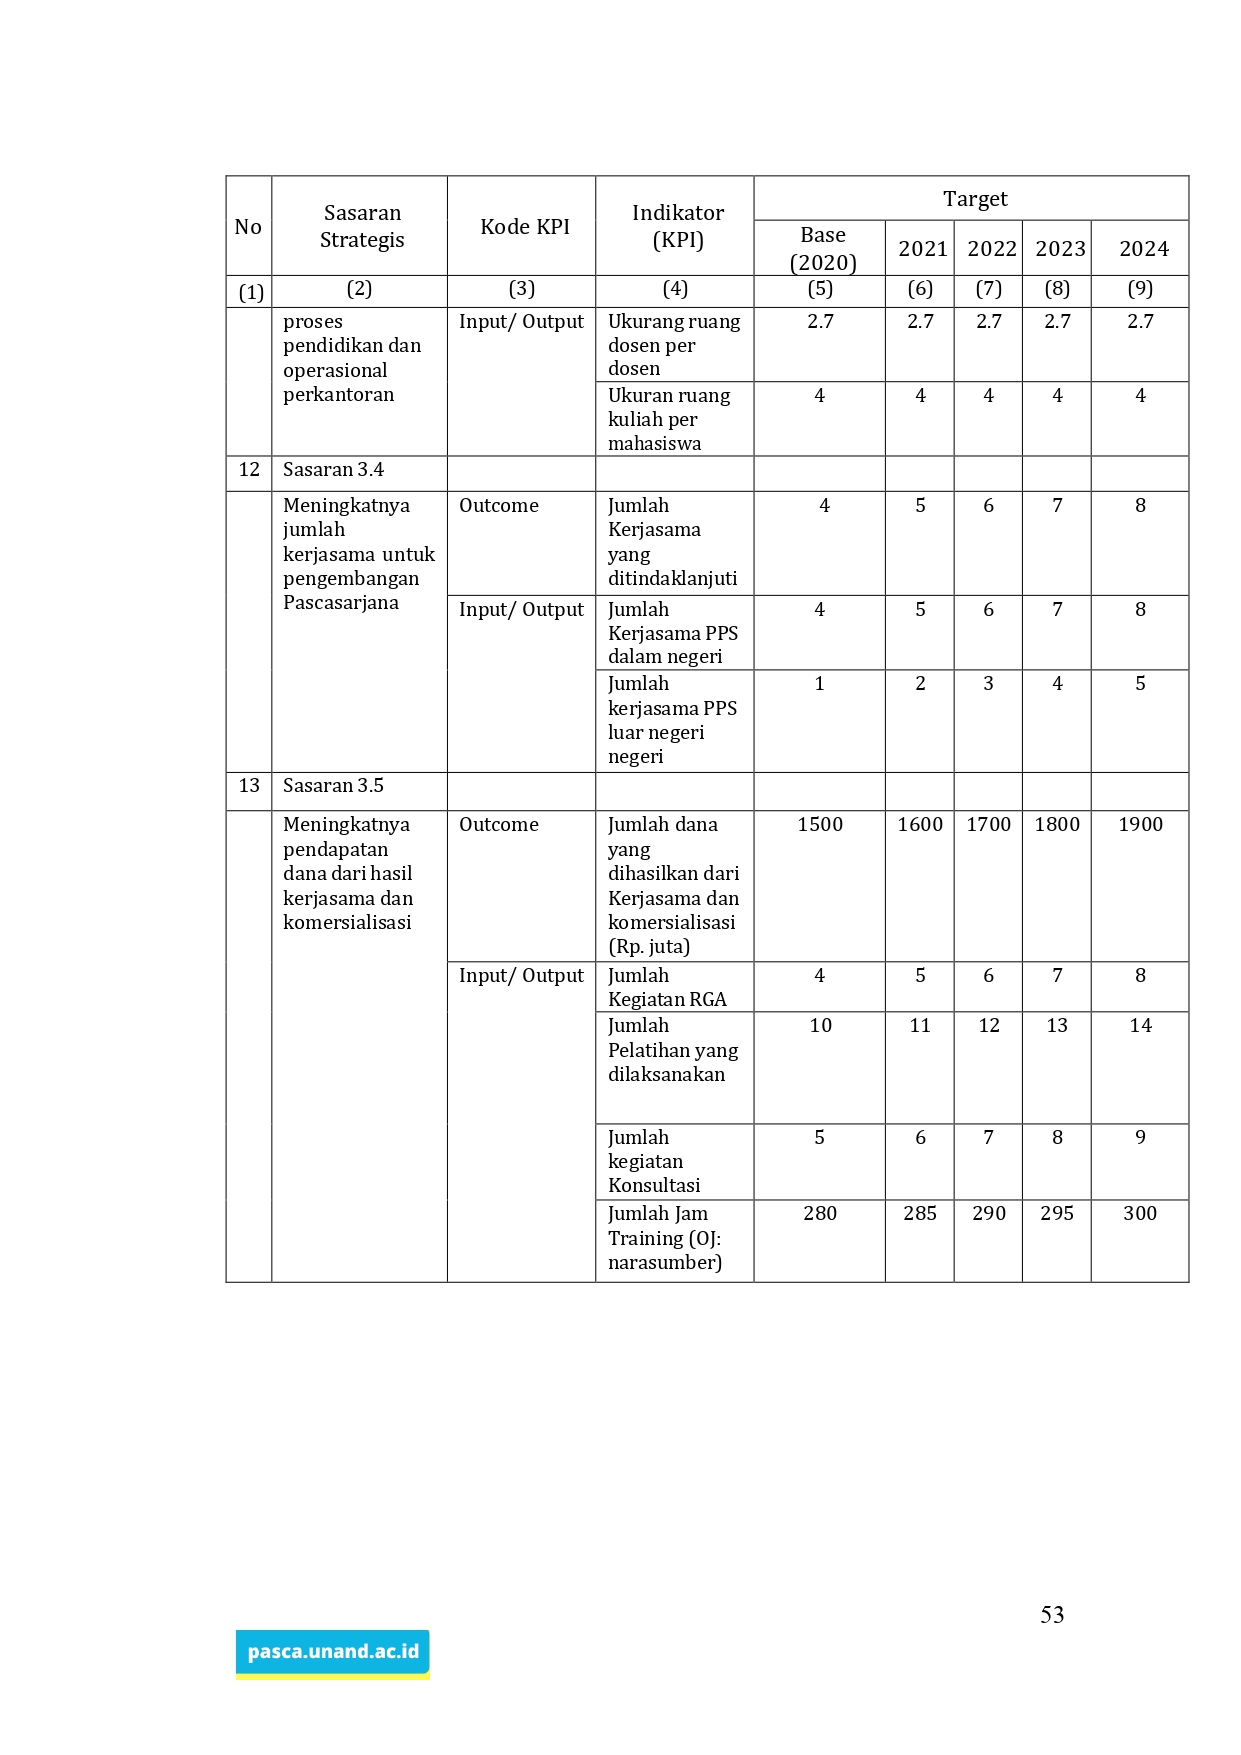 No
Sasaran
Strategis
Kode KPI
Indikator
(KPI)
Target
Base
(2020)
2021
2022
2023
2024
(1)
(2)
(3)
(4)
(5)
(6)
(7)
(8)
(9)
proses
pendidikan dan
operasional
perkantoran
Input/ Output
Ukurang ruang
dosen per
dosen
2.7
2.7
2.7
2.7
2.7
Ukuran ruang
kuliah per
mahasiswa
4
4
4
4
4
12
Sasaran 3.4
Meningkatnya
jumlah
kerjasama untuk
pengembangan
Pascasarjana
Outcome
Jumlah
Kerjasama
yang
ditindaklanjuti
4
5
6
7
8
Input/ Output
Jumlah
Kerjasama PPS
dalam negeri
4
5
6
7
8
Jumlah
kerjasama PPS
luar negeri
negeri
1
2
3
4
5
13
Sasaran 3.5
Meningkatnya
pendapatan
dana dari hasil
kerjasama dan
komersialisasi
Outcome
Jumlah dana
yang
dihasilkan dari
Kerjasama dan
komersialisasi
(Rp. juta)
1500
1600
1700
1800
1900
Input/ Output
Jumlah
Kegiatan RGA
4
5
6
7
8
Jumlah
Pelatihan yang
dilaksanakan
10
11
12
13
14
Jumlah
kegiatan
Konsultasi
5
6
7
8
9
Jumlah Jam
Training (OJ:
narasumber)
280
285
290
295
300
53
pasca.unand.ac.id